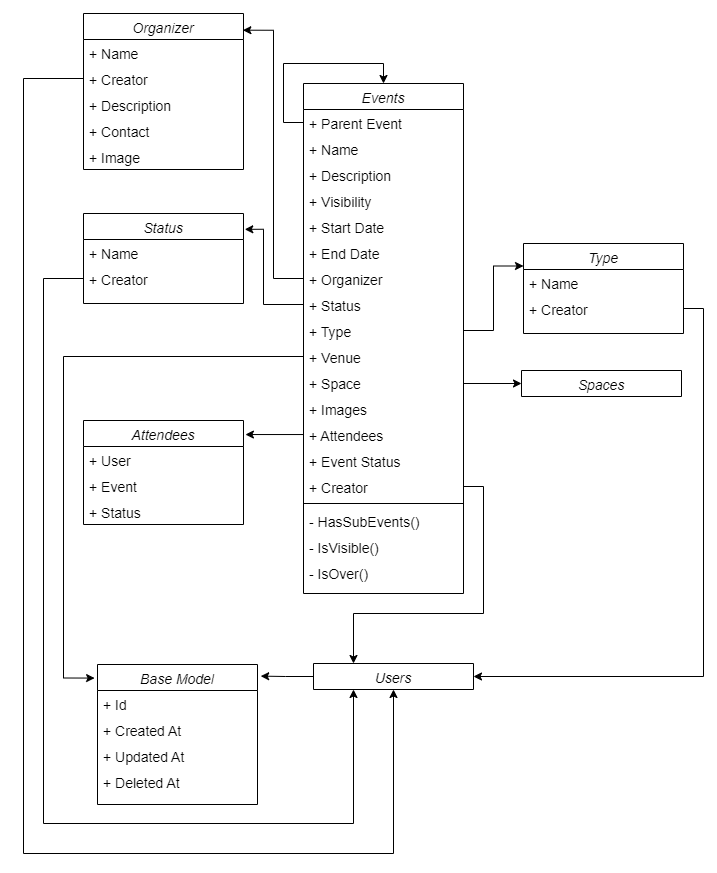 Organizer
+ Name
+ Creator
+ Description
+ Contact
+ Image
Events
+ Parent Event
+ Name
+ Description
+ Visibility
+ Start Date
+ End Date
+ Organizer
+ Status
+ Type
+ Venue
+ Space
+ Images
+ Attendees
+ Event Status
+ Creator
- HasSubEvents()
- IsVisible()
- IsOver()
Status
+ Name
+ Creator
Type
+ Name
+ Creator
Spaces
Attendees
+ User
+ Event
+ Status
Base Model
+ Id
+ Created At
+ Updated At
+ Deleted At
Users